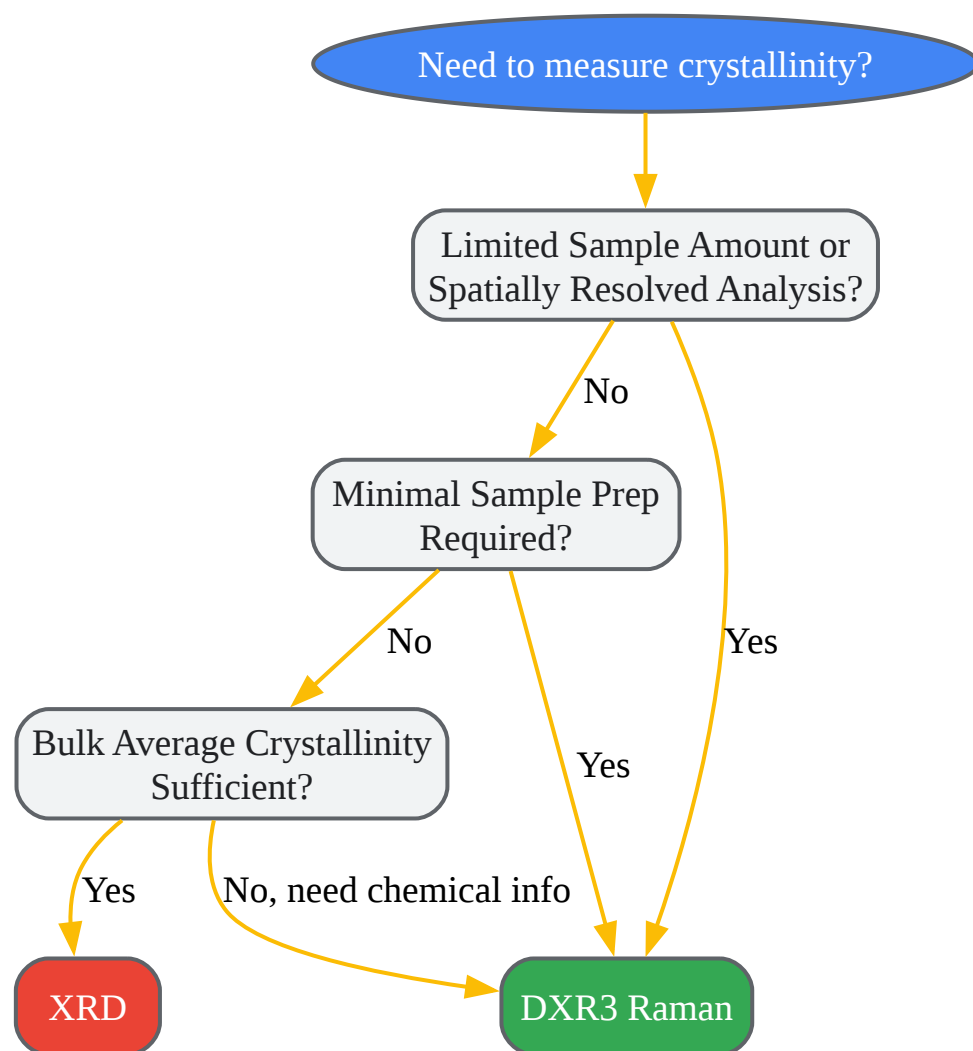 Need to measure crystallinity?
Limited Sample Amount or
Spatially Resolved Analysis?
No
Minimal Sample Prep
Required?
No
Yes
Bulk Average Crystallinity
Sufficient?
Yes
Yes
No, need chemical info
XRD
DXR3 Raman